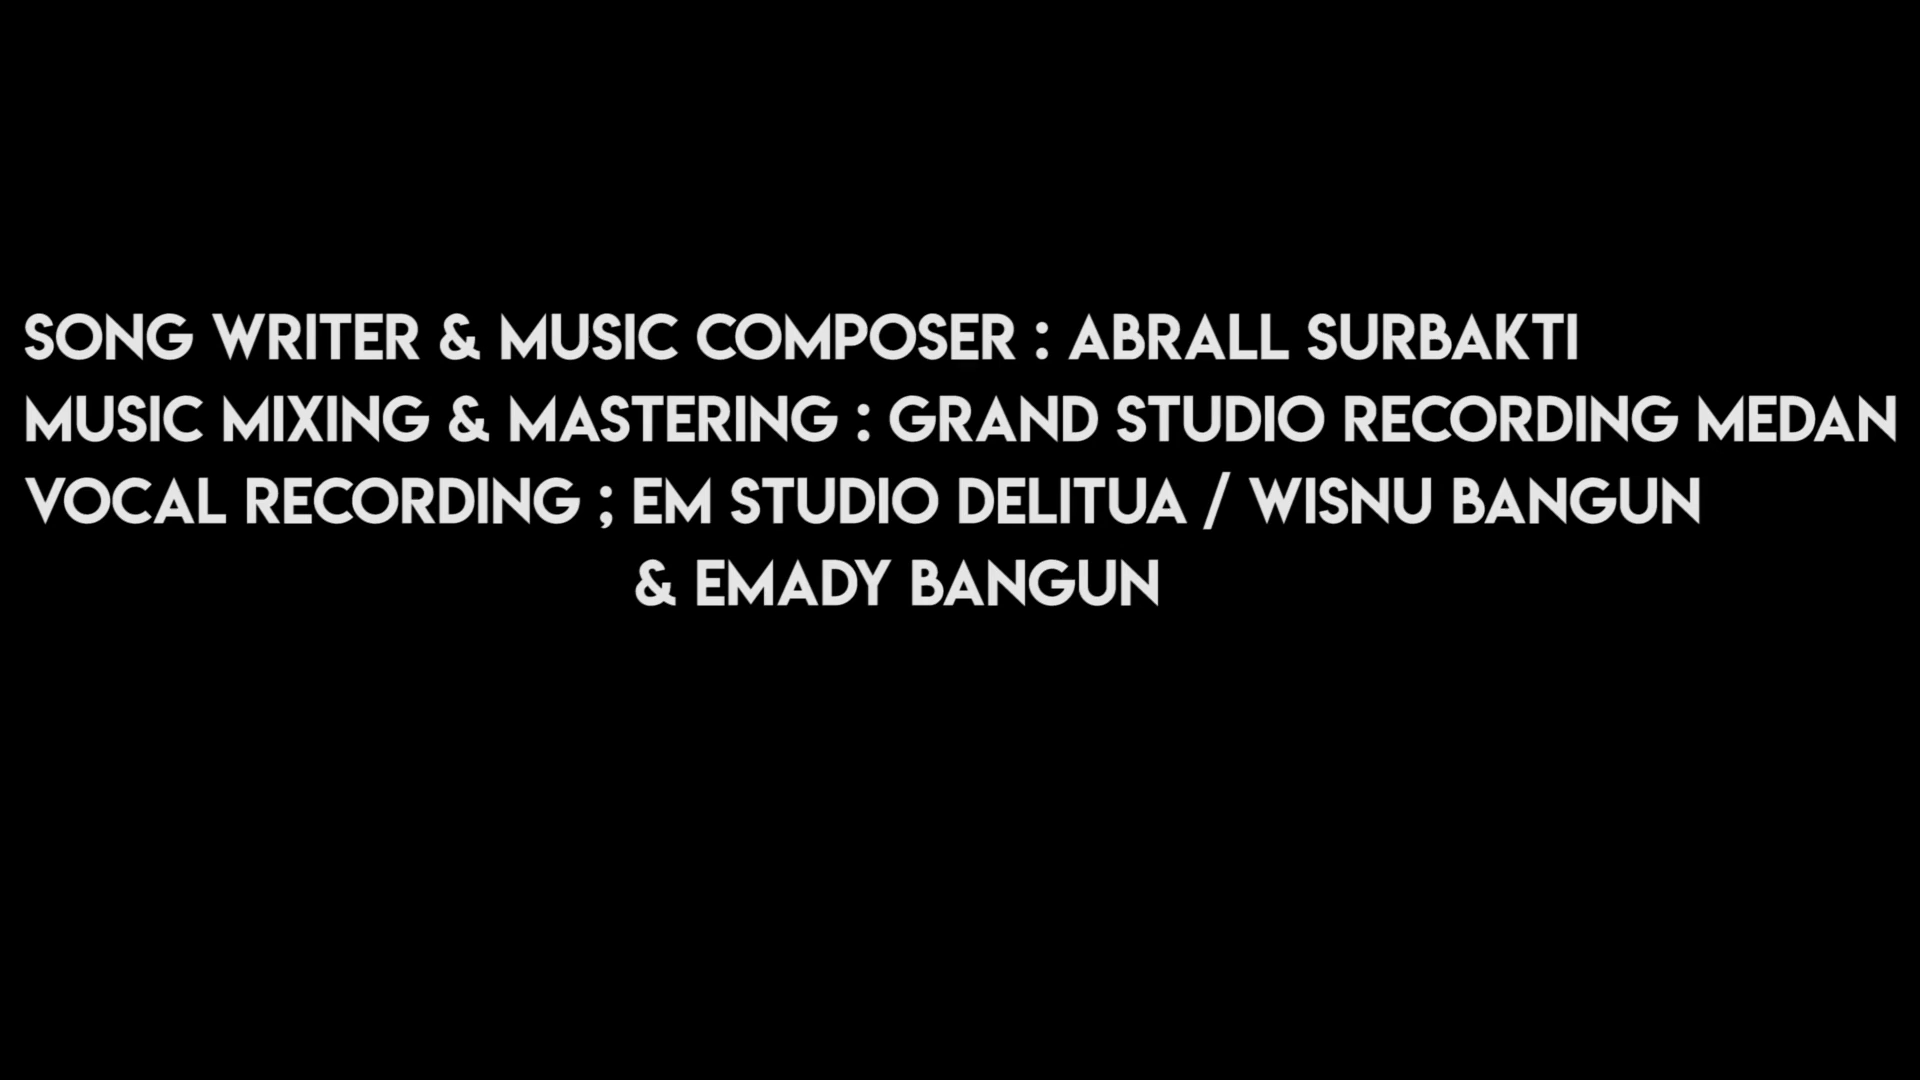 SONG WRITER & MUSIC COMPOSER : ABRALL SURBAKTI
MUSIC MIXING & MASTERING : GRAND STUDIO RECORDING MEDAN
VOCAL RECORDING ; EM STUDIO DELITUA / WISNU BANGUN
& EMADY BANGUN